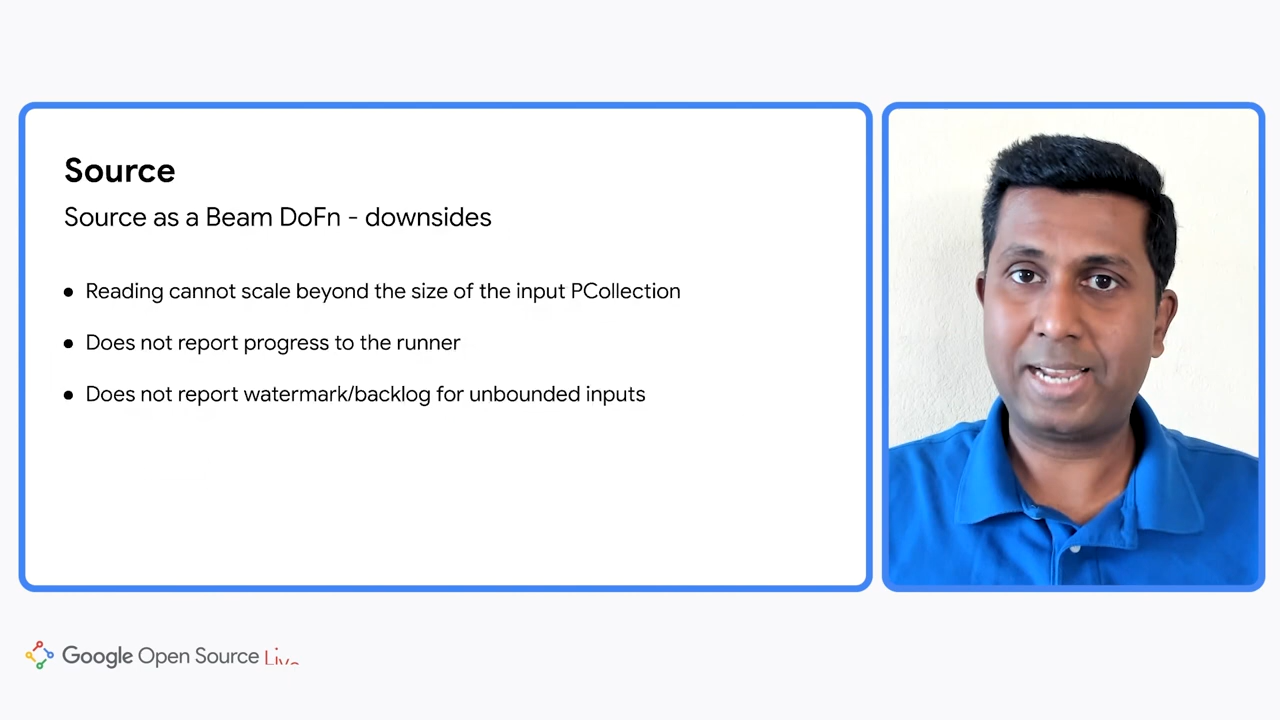 Source
Source as a Beam DoFn - downsides
● Reading cannot scale beyond the size of the input PCollection
● Does not report progress to the runner
● Does not report watermark/backlog for unbounded inputs
Google Open Source Live